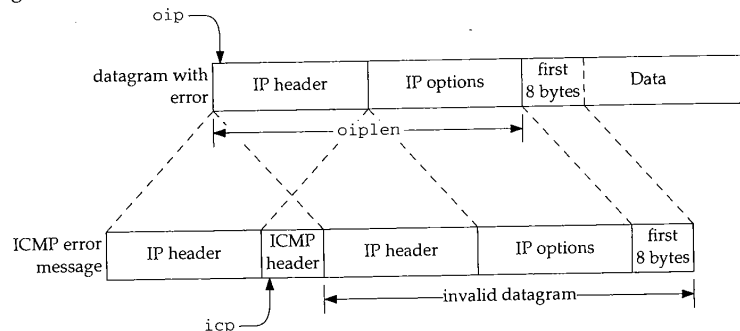 oip
datagram with
error
IP header
IP options
first
8 bytes
Data
oiplen
ICMP error
message
IP header
ICMP
header
IP header
IP options
first
8 bytes
invalid datagram
icp